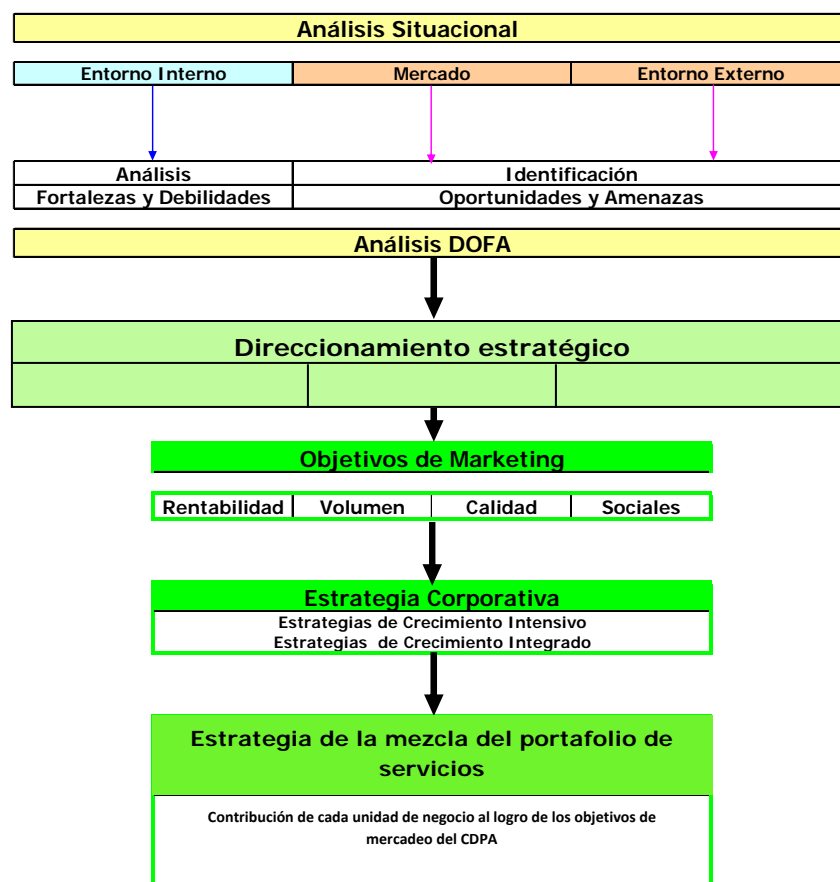 Análisis Situacional
Entorno Interno Mercado Entorno Externo
Análisis Identificación
Fortalezas y Debilidades Oportunidades y Amenazas
Análisis DOFA
Direccionamiento estratégico
Objetivos de Marketing
Rentabilidad Volumen Calidad Sociales
Estrategia Corporativa
Estrategias de Crecimiento Intensivo
Estrategias de Crecimiento Integrado
Estrategia de la mezcla del portafolio de
servicios
Contribución de cada unidad de negocio al logro de los objetivos de
mercadeo del CDPA